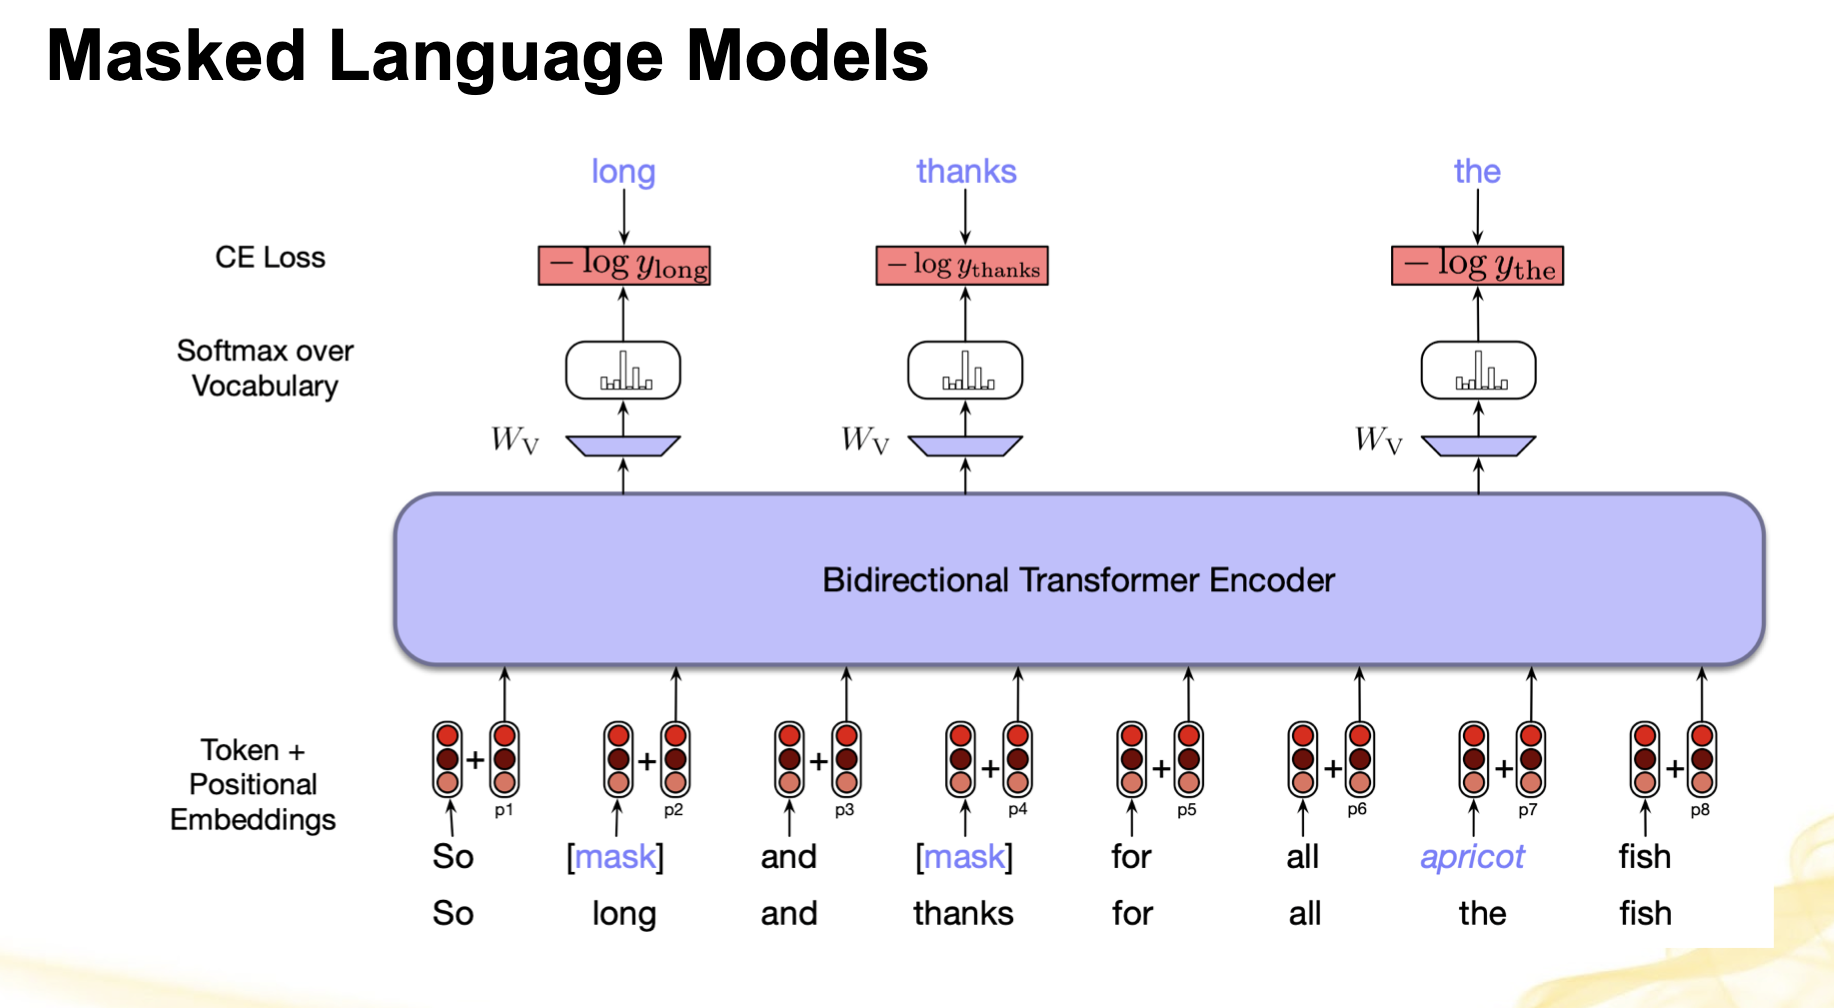 Masked Language Models
long thanks the
CE Loss − log y_long − log y_thanks − log y_the
Softmax over
Vocabulary
W_V W_V W_V
Bidirectional Transformer Encoder
Token +
Positional
Embeddings
+ + + + + + + +
p1 p2 p3 p4 p5 p6 p7 p8
So [mask] and [mask] for all apricot fish
So long and thanks for all the fish